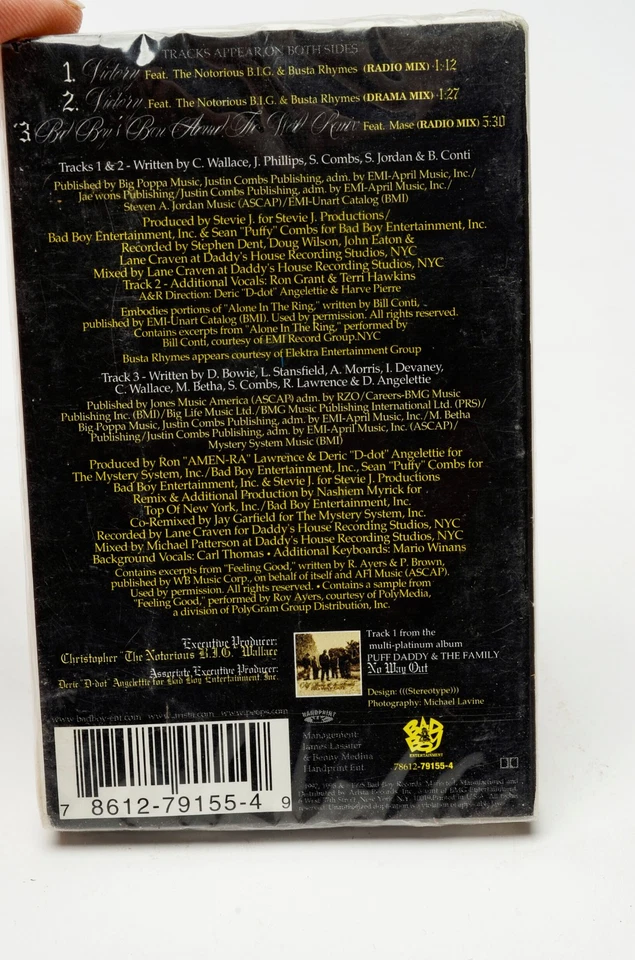 TRACKS APPEAR ON BOTH SIDES
1. Victory Feat. The Notorious B.I.G. & Busta Rhymes (RADIO MIX) 4:12
2. Victory Feat. The Notorious B.I.G. & Busta Rhymes (DRAMA MIX) 4:27
3 Bad Boy's Been Around The World Remix Feat. Mase (RADIO MIX) 5:30
Tracks 1 & 2 - Written by C. Wallace, J. Phillips, S. Combs, S. Jordan & B. Conti
Published by Big Poppa Music, Justin Combs Publishing, adm. by EMI-April Music, Inc./
Jae'wons Publishing/Justin Combs Publishing, adm. by EMI-April Music, Inc./
Steven A. Jordan Music (ASCAP)/EMI-Unart Catalog (BMI)
Produced by Stevie J. for Stevie J. Productions/
Bad Boy Entertainment, Inc. & Sean "Puffy" Combs for Bad Boy Entertainment, Inc.
Recorded by Stephen Dent, Doug Wilson, John Eaton &
Lane Craven at Daddy's House Recording Studios, NYC
Mixed by Lane Craven at Daddy's House Recording Studios, NYC
Track 2 - Additional Vocals: Ron Grant & Terri Hawkins
A&R Direction: Deric "D-dot" Angelettie & Harve Pierre
Embodies portions of "Alone In The Ring," written by Bill Conti,
published by EMI-Unart Catalog (BMI). Used by permission. All rights reserved.
Contains excerpts from "Alone In The Ring," performed by
Bill Conti, courtesy of EMI Record Group.NYC
Busta Rhymes appears courtesy of Elektra Entertainment Group
Track 3 - Written by D. Bowie, L. Stansfield, A. Morris, I. Devaney,
C. Wallace, M. Betha, S. Combs, R. Lawrence & D. Angelettie
Published by Jones Music America (ASCAP) adm. by RZO/Careers-BMG Music
Publishing Inc. (BMI)/Big Life Music Ltd./BMG Music Publishing International Ltd. (PRS)/
Big Poppa Music, Justin Combs Publishing, adm. by EMI-April Music, Inc./M. Betha
Publishing/Justin Combs Publishing, adm. by EMI-April Music, Inc. (ASCAP)/
Mystery System Music (BMI)
Produced by Ron "AMEN-RA" Lawrence & Deric "D-dot" Angelettie for
The Mystery System, Inc./Bad Boy Entertainment, Inc., Sean "Puffy" Combs for
Bad Boy Entertainment, Inc. & Stevie J. for Stevie J. Productions
Remix & Additional Production by Nashiem Myrick for
Top Of New York, Inc./Bad Boy Entertainment, Inc.
Co-Remixed by Jay Garfield for The Mystery System, Inc.
Recorded by Lane Craven for Daddy's House Recording Studios, NYC
Mixed by Michael Patterson at Daddy's House Recording Studios, NYC
Background Vocals: Carl Thomas • Additional Keyboards: Mario Winans
Contains excerpts from "Feeling Good," written by R. Ayers & P. Brown,
published by WB Music Corp., on behalf of itself and AFI Music (ASCAP).
Used by permission. All rights reserved. • Contains a sample from
"Feeling Good," performed by Roy Ayers, courtesy of PolyMedia,
a division of PolyGram Group Distribution, Inc.
Executive Producer:
Christopher "The Notorious B.I.G." Wallace
Associate Executive Producer:
Deric "D-dot" Angelettie for Bad Boy Entertainment Inc.
Track 1 from the
multi-platinum album
PUFF DADDY & THE FAMILY
No Way Out
Design: (((Stereotype)))
Photography: Michael Lavine
www.badboy-ent.com www.arista.com www.peeps.com
HANDPRINT
Management:
James Lassiter
& Benny Medina
Handprint Ent
BAD BOY
ENTERTAINMENT
78612-79155-4
7 8612-79155-4 9